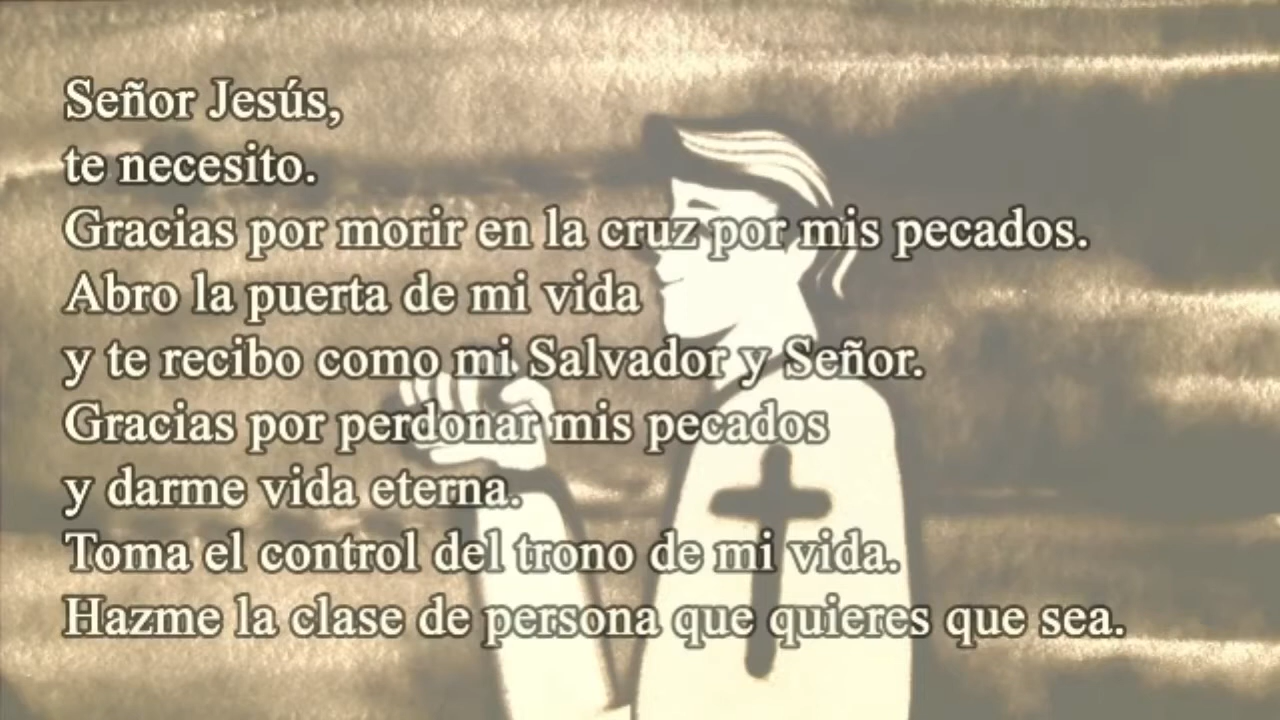 Señor Jesús,
te necesito.
Gracias por morir en la cruz por mis pecados.
Abro la puerta de mi vida
y te recibo como mi Salvador y Señor.
Gracias por perdonar mis pecados
y darme vida eterna.
Toma el control del trono de mi vida.
Hazme la clase de persona que quieres que sea.